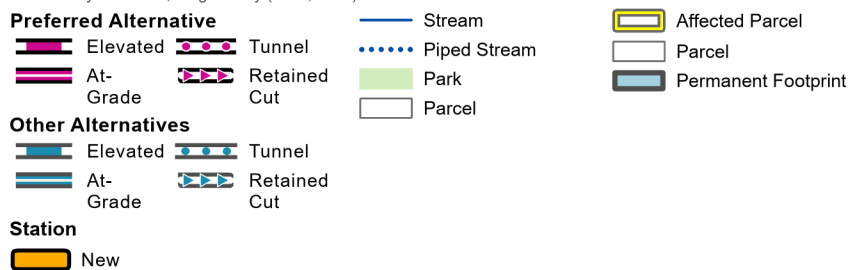 Preferred Alternative
Elevated
Tunnel
At-
Grade
Retained
Cut
Other Alternatives
Elevated
Tunnel
At-
Grade
Retained
Cut
Station
New
Stream
Piped Stream
Park
Parcel
Affected Parcel
Parcel
Permanent Footprint